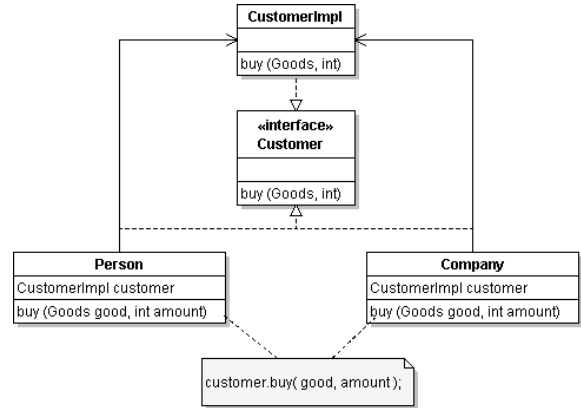 CustomerImpl
buy (Goods, int)
«interface»
Customer
buy (Goods, int)
Person
CustomerImpl customer
buy (Goods good, int amount)
Company
CustomerImpl customer
buy (Goods good, int amount)
customer.buy( good, amount );